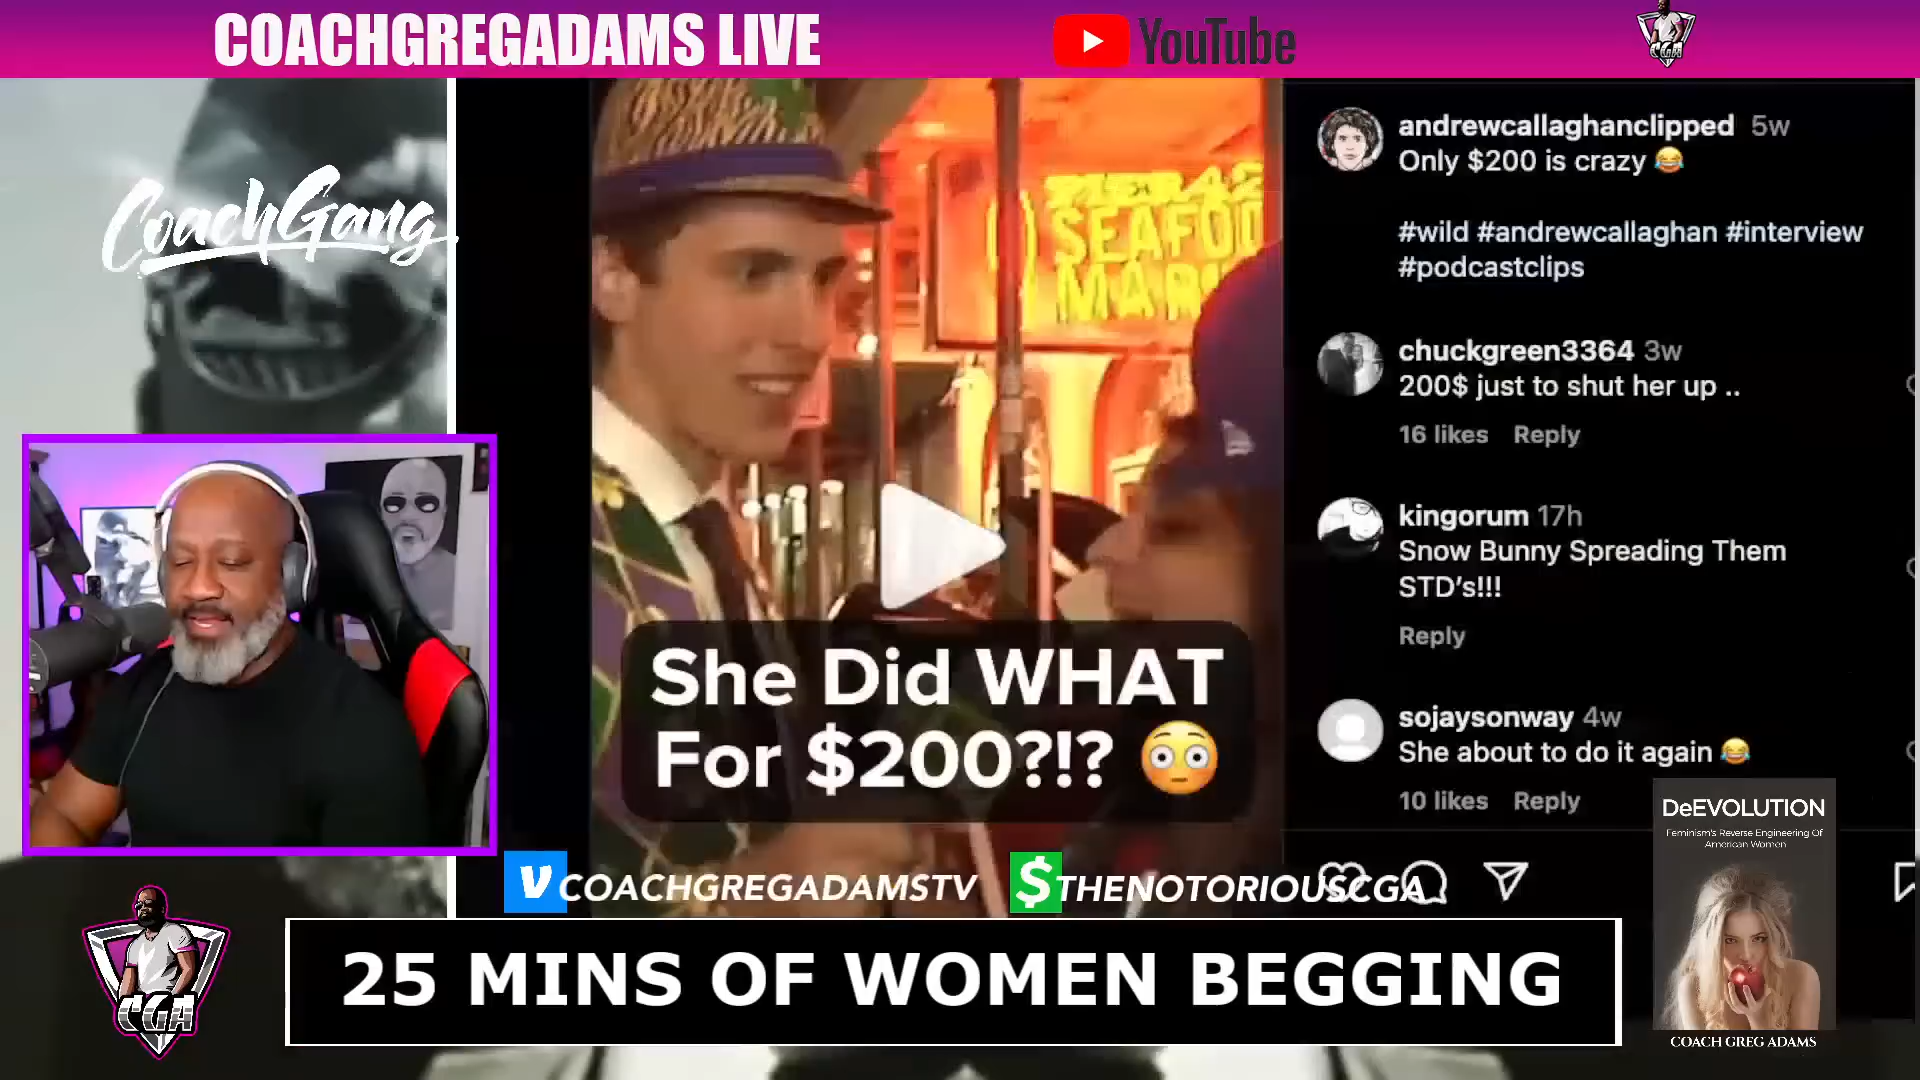 COACHGREGADAMS LIVE
YouTube
CGA
CoachGang
SEAFOO
MAR
She Did WHAT
For $200?!? 😳
andrewcallaghanclipped 5w
Only $200 is crazy 😂
#wild #andrewcallaghan #interview
#podcastclips
chuckgreen3364 3w
200$ just to shut her up ..
16 likes Reply
kingorum 17h
Snow Bunny Spreading Them
STD's!!!
Reply
sojaysonway 4w
She about to do it again 😂
10 likes Reply
DeEVOLUTION
Feminism's Reverse Engineering Of
American Women
COACH GREG ADAMS
V COACHGREGADAMSTV
$ THENOTORIOUSCGA
CGA
25 MINS OF WOMEN BEGGING